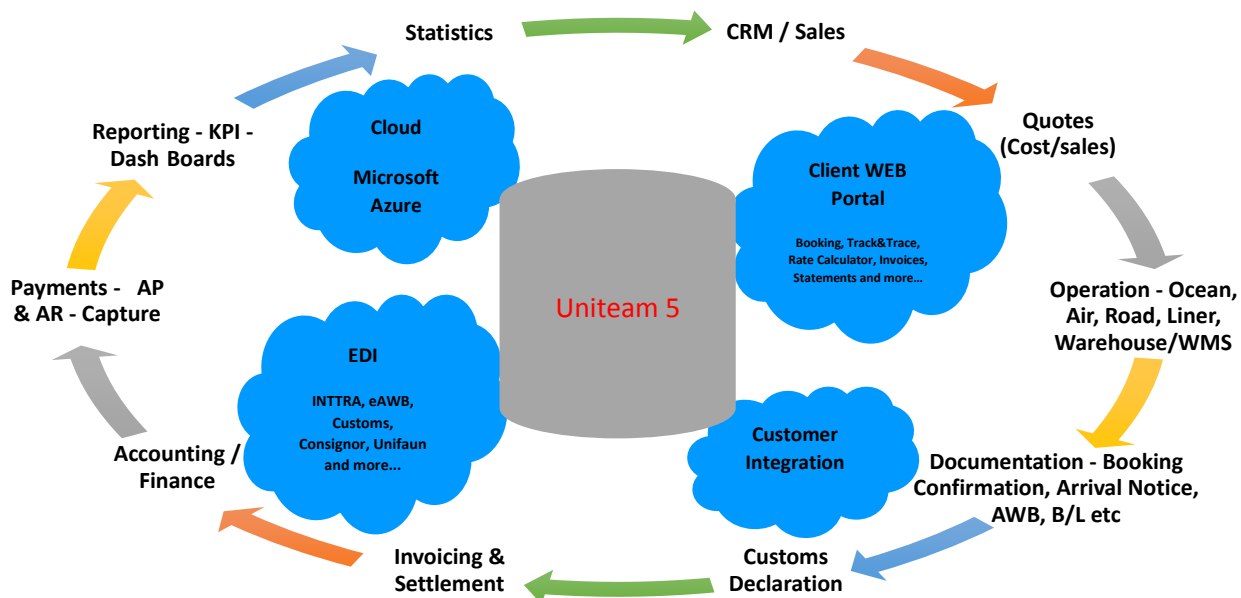 Statistics
CRM / Sales
Quotes
(Cost/sales)
Operation - Ocean,
Air, Road, Liner,
Warehouse/WMS
Documentation - Booking
Confirmation, Arrival Notice,
AWB, B/L etc
Customs
Declaration
Invoicing &
Settlement
Accounting /
Finance
Payments - AP
& AR - Capture
Reporting - KPI -
Dash Boards
Cloud
Microsoft
Azure
Client WEB
Portal
Booking, Track&Trace,
Rate Calculator, Invoices,
Statements and more...
Uniteam 5
EDI
INTTRA, eAWB,
Customs,
Consignor, Unifaun
and more...
Customer
Integration